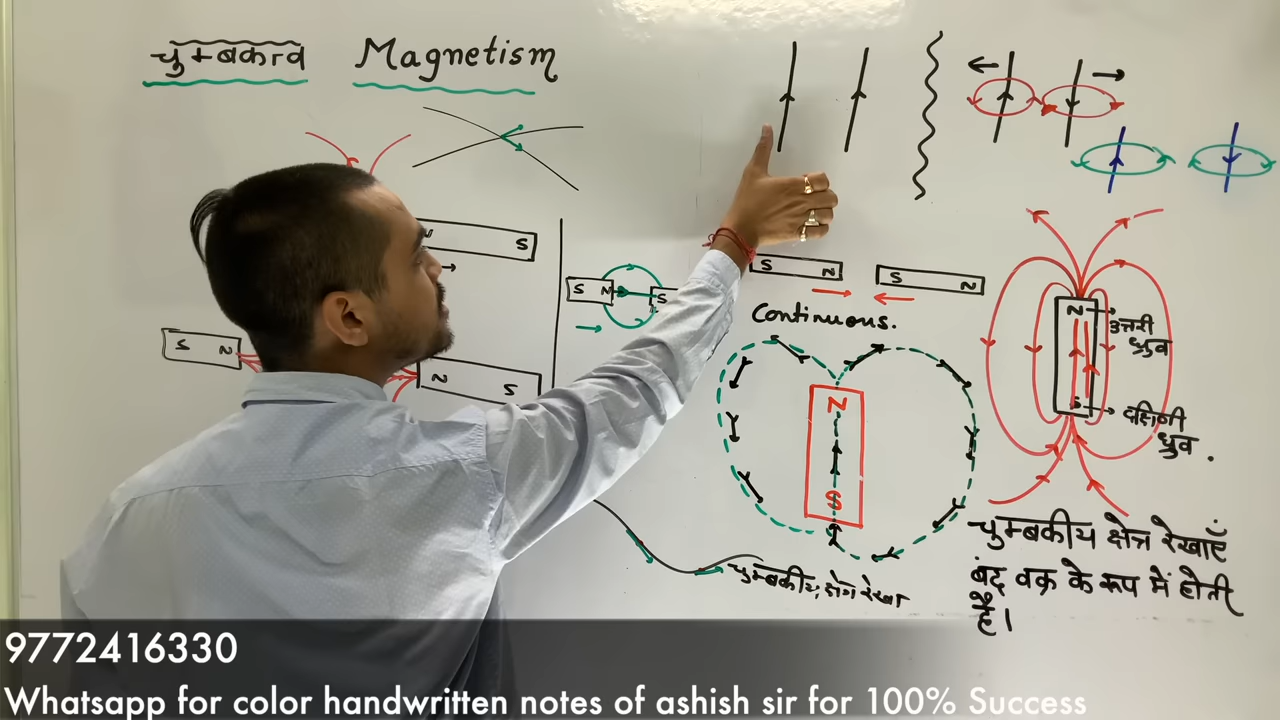 चुम्बकत्व Magnetism
S
S N
N S
S N
S
S N
S N
Continuous.
N
S
N
उत्तरी
ध्रुव
S
दक्षिणी
ध्रुव.
चुम्बकीय क्षेत्र रेखा
चुम्बकीय क्षेत्र रेखाएँ
बंद वक्र के रूप में होती
है।
9772416330
Whatsapp for color handwritten notes of ashish sir for 100% Success